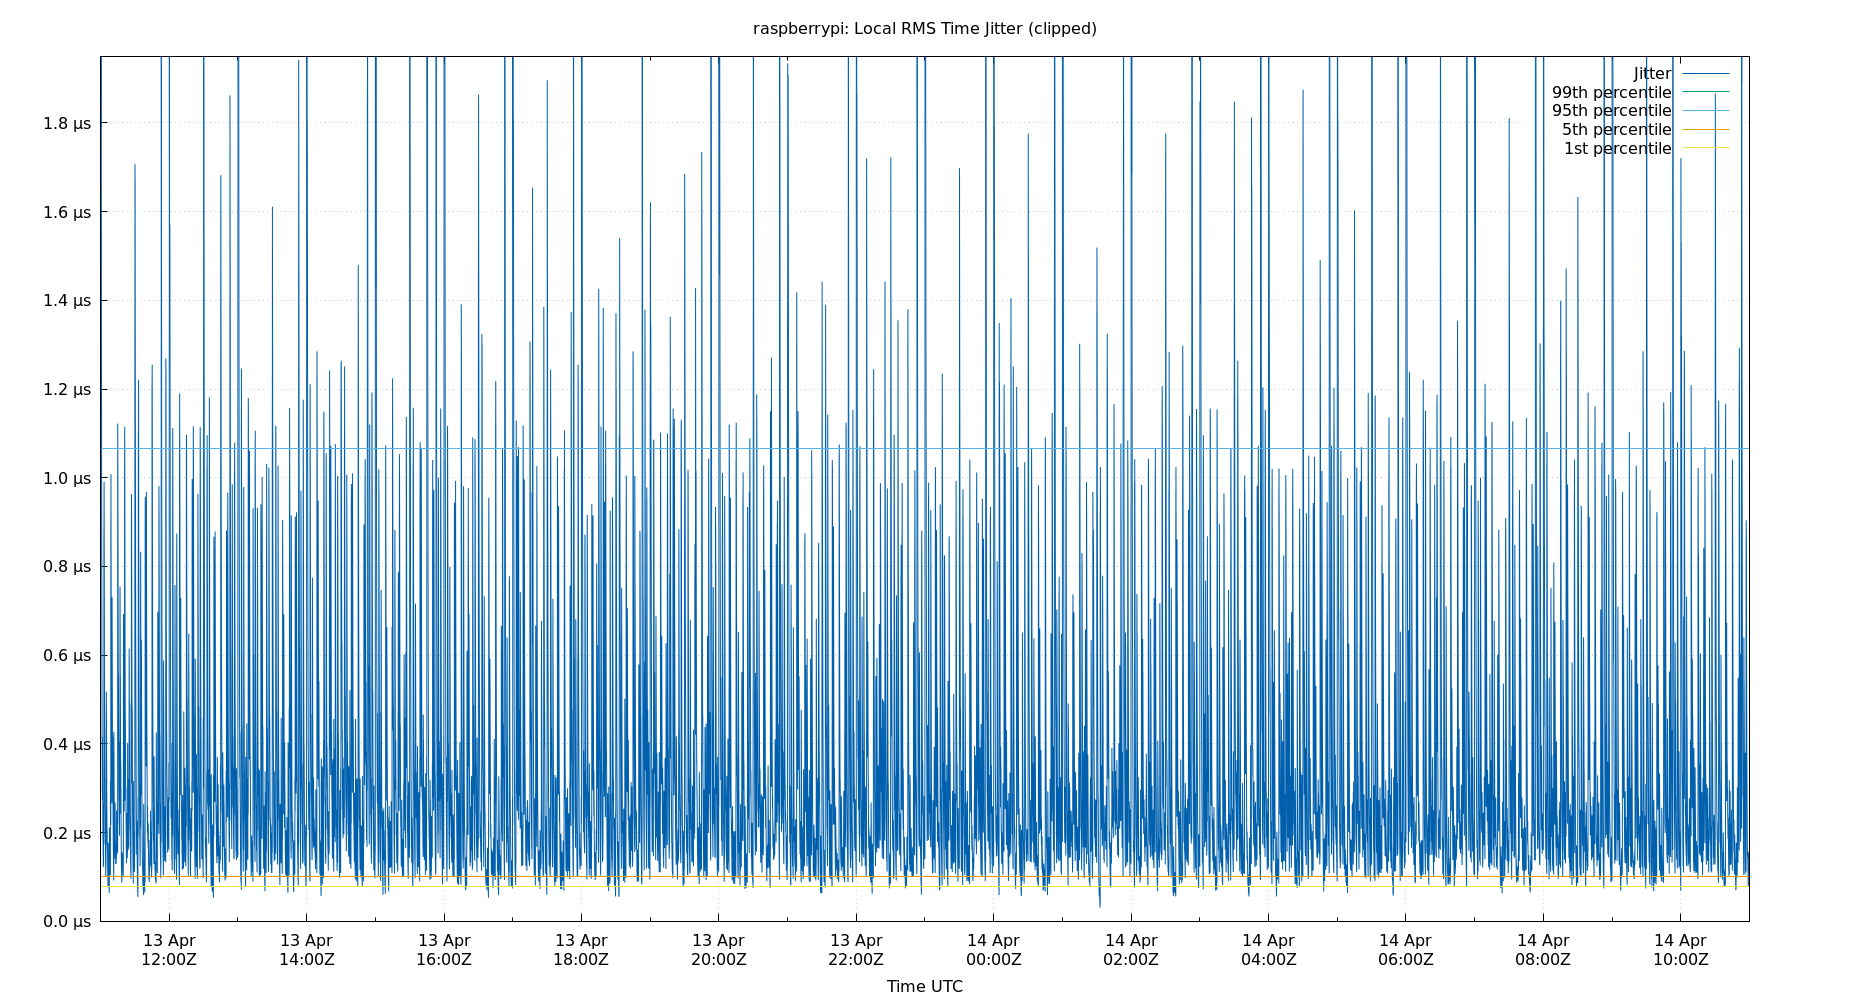 raspberrypi: Local RMS Time Jitter (clipped)
Jitter
99th percentile
95th percentile
5th percentile
1st percentile
1.8 µs
1.6 µs
1.4 µs
1.2 µs
1.0 µs
0.8 µs
0.6 µs
0.4 µs
0.2 µs
0.0 µs
13 Apr 13 Apr 13 Apr 13 Apr 13 Apr 13 Apr 14 Apr 14 Apr 14 Apr 14 Apr 14 Apr 14 Apr
12:00Z 14:00Z 16:00Z 18:00Z 20:00Z 22:00Z 00:00Z 02:00Z 04:00Z 06:00Z 08:00Z 10:00Z
Time UTC